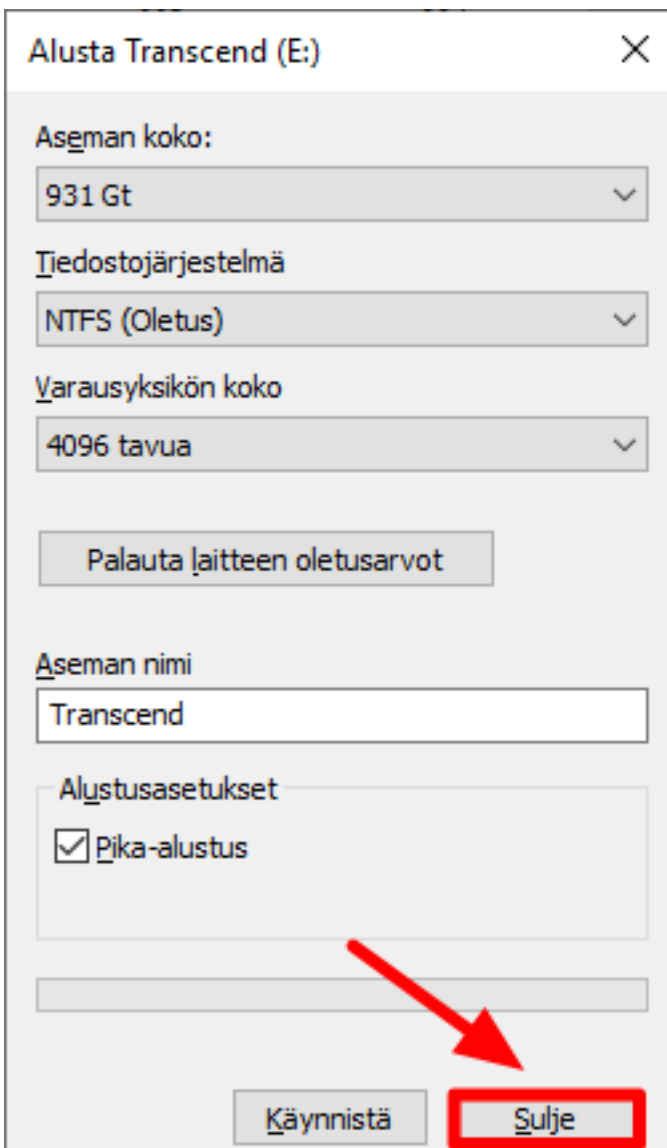 Alusta Transcend (E:)
Aseman koko:
931 Gt
Tiedostojärjestelmä
NTFS (Oletus)
Varausyksikön koko
4096 tavua
Palauta laitteen oletusarvot
Aseman nimi
Transcend
Alustusasetukset
Pika-alustus
Käynnistä Sulje